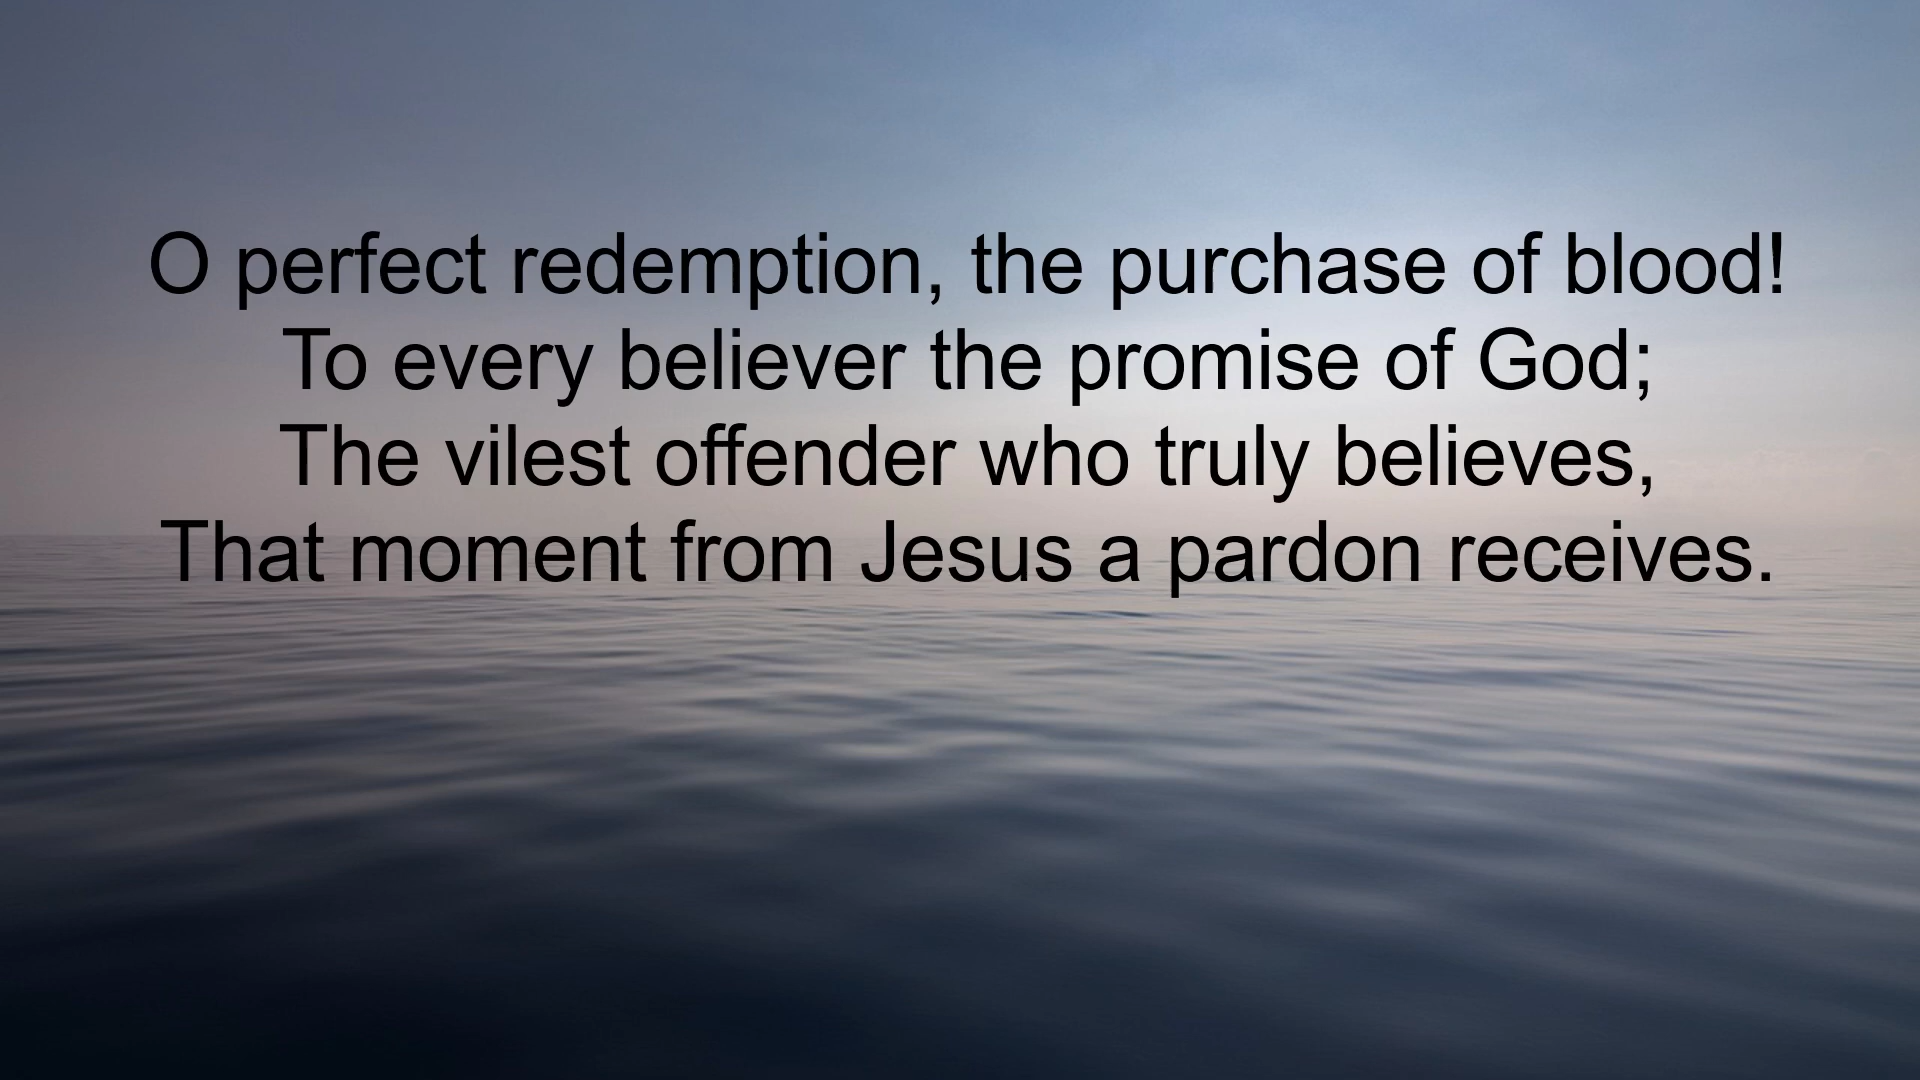 O perfect redemption, the purchase of blood!
To every believer the promise of God;
The vilest offender who truly believes,
That moment from Jesus a pardon receives.